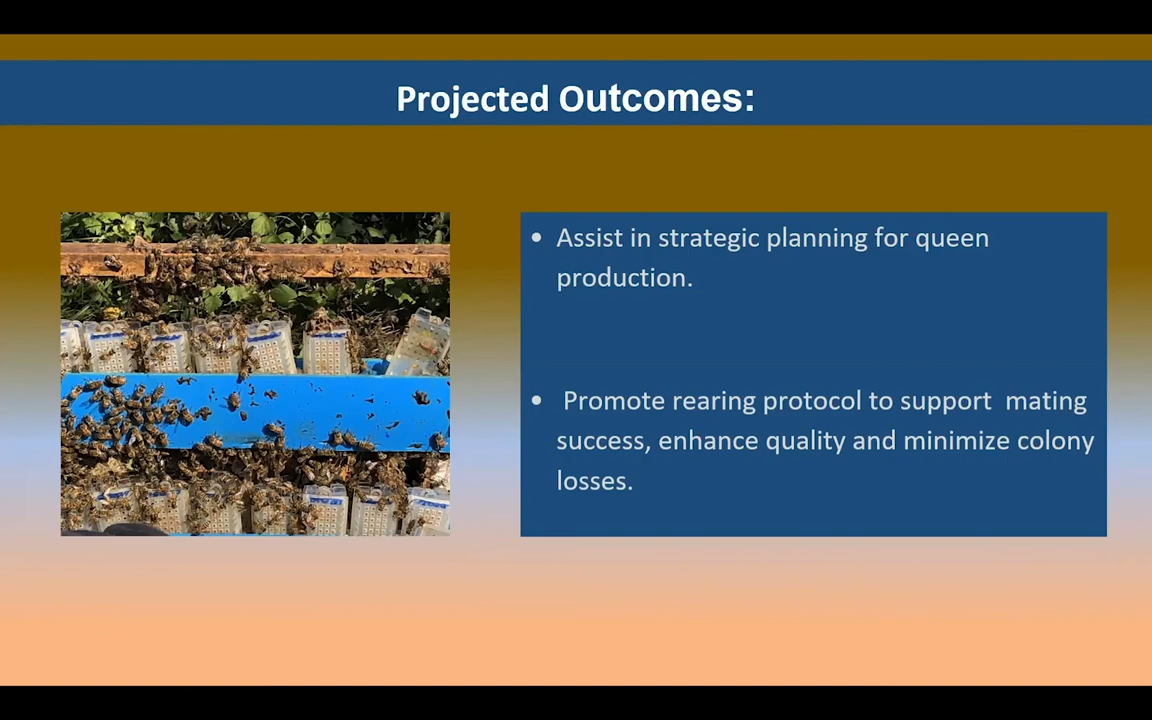 Projected Outcomes:
• Assist in strategic planning for queen
production.
• Promote rearing protocol to support  mating
success, enhance quality and minimize colony
losses.